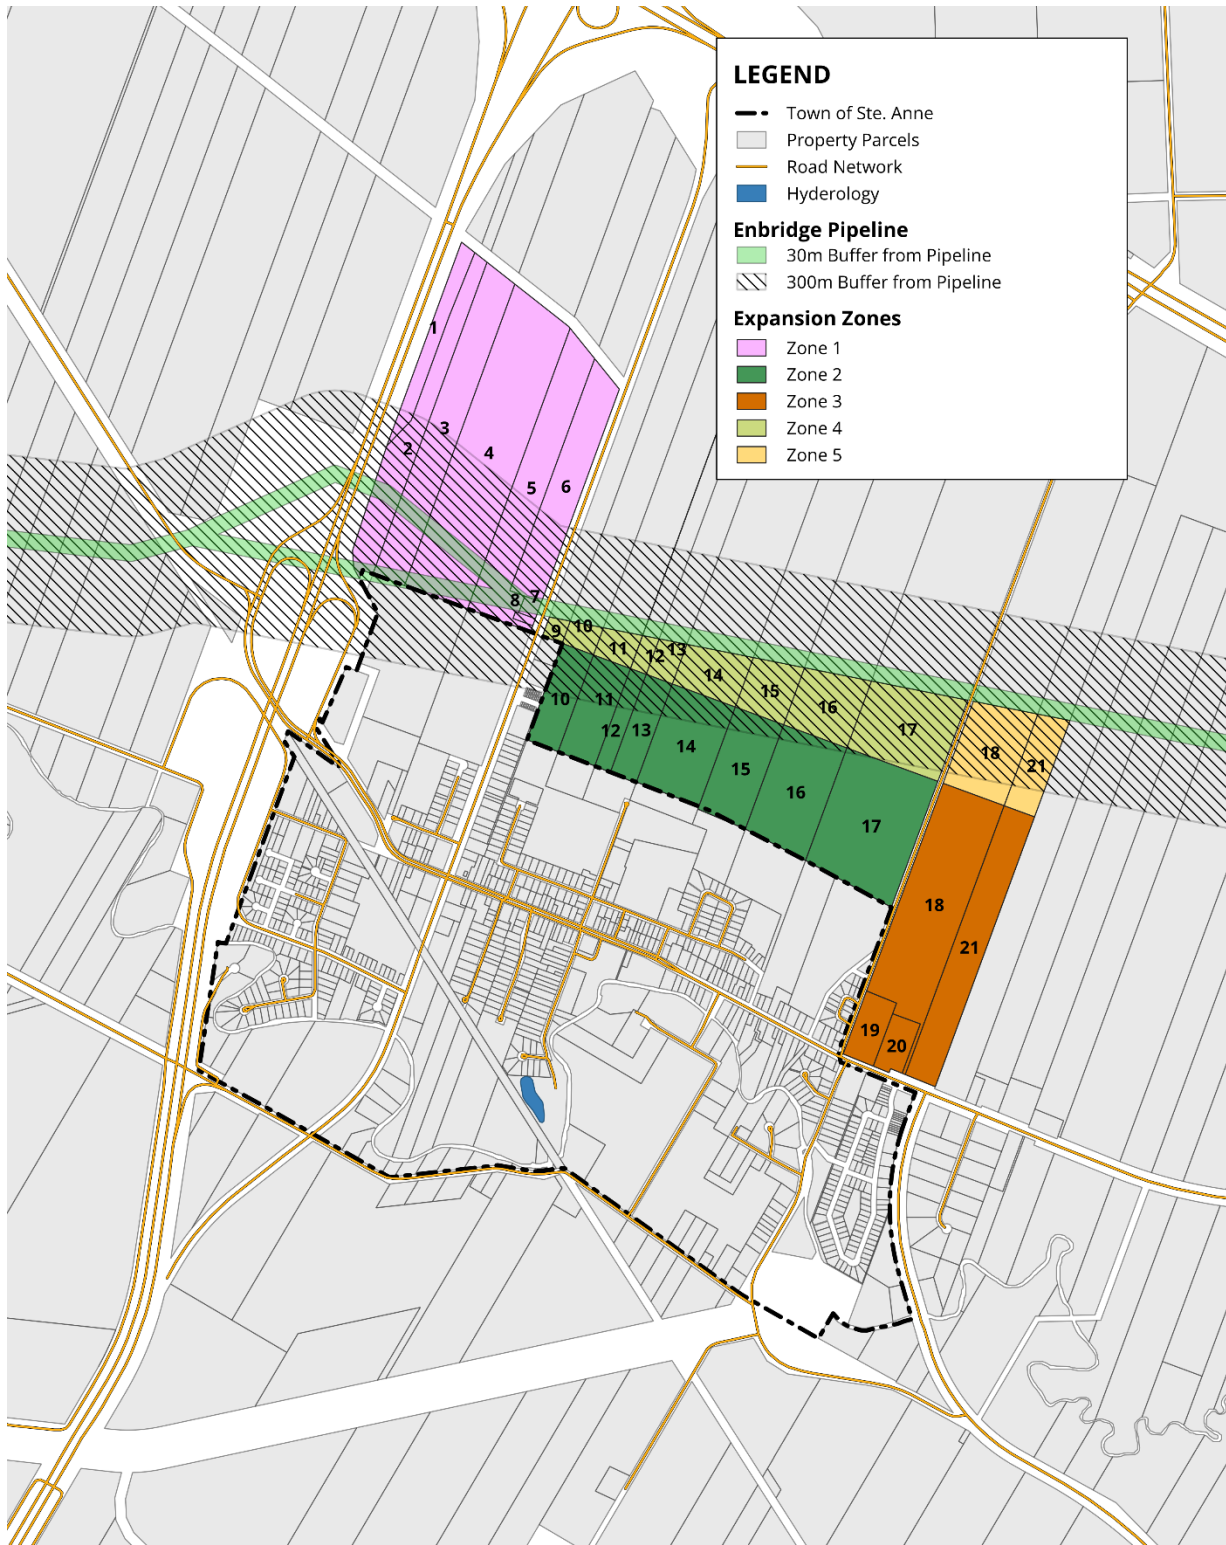 LEGEND
Town of Ste. Anne
Property Parcels
Road Network
Hyderology
Enbridge Pipeline
30m Buffer from Pipeline
300m Buffer from Pipeline
Expansion Zones
Zone 1
Zone 2
Zone 3
Zone 4
Zone 5
1
2
3
4
5
6
7
8
9
10
11
12
13
14
15
16
17
18
21
10
11
12
13
14
15
16
17
18
21
19
20